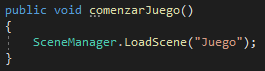 public void comenzarJuego()
{
SceneManager.LoadScene("Juego");
}